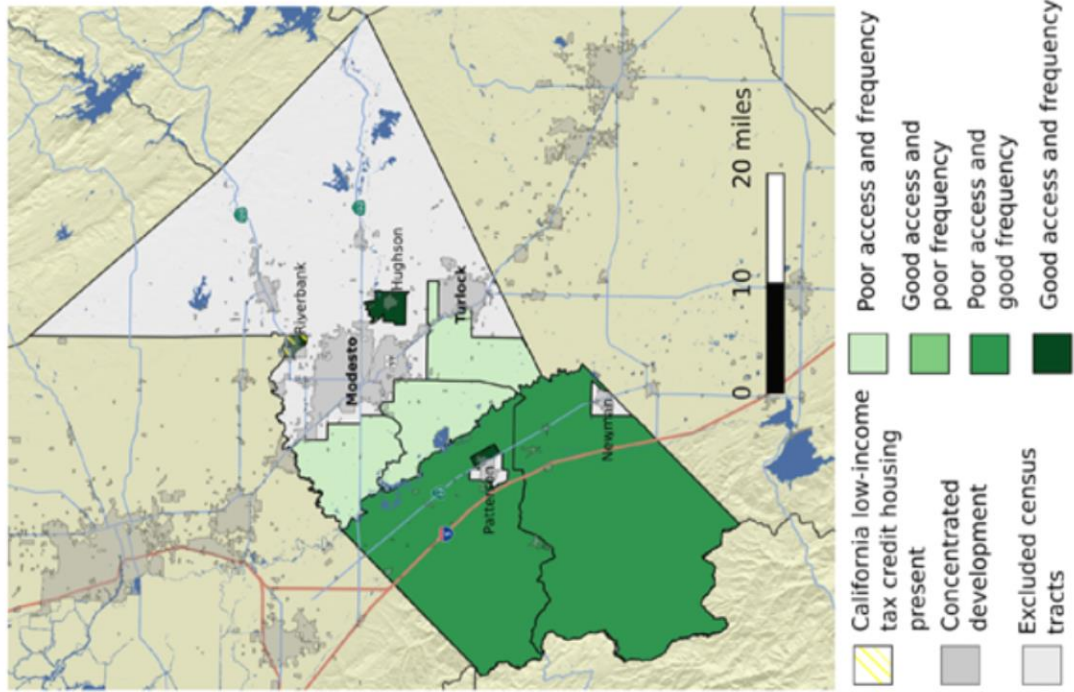 Riverbank
Hughson
Modesto
Turlock
Newman
Patterson
0
10
20 miles
California low-income
tax credit housing
present
Concentrated
development
Excluded census
tracts
Poor access and frequency
Good access and
poor frequency
Poor access and
good frequency
Good access and frequency